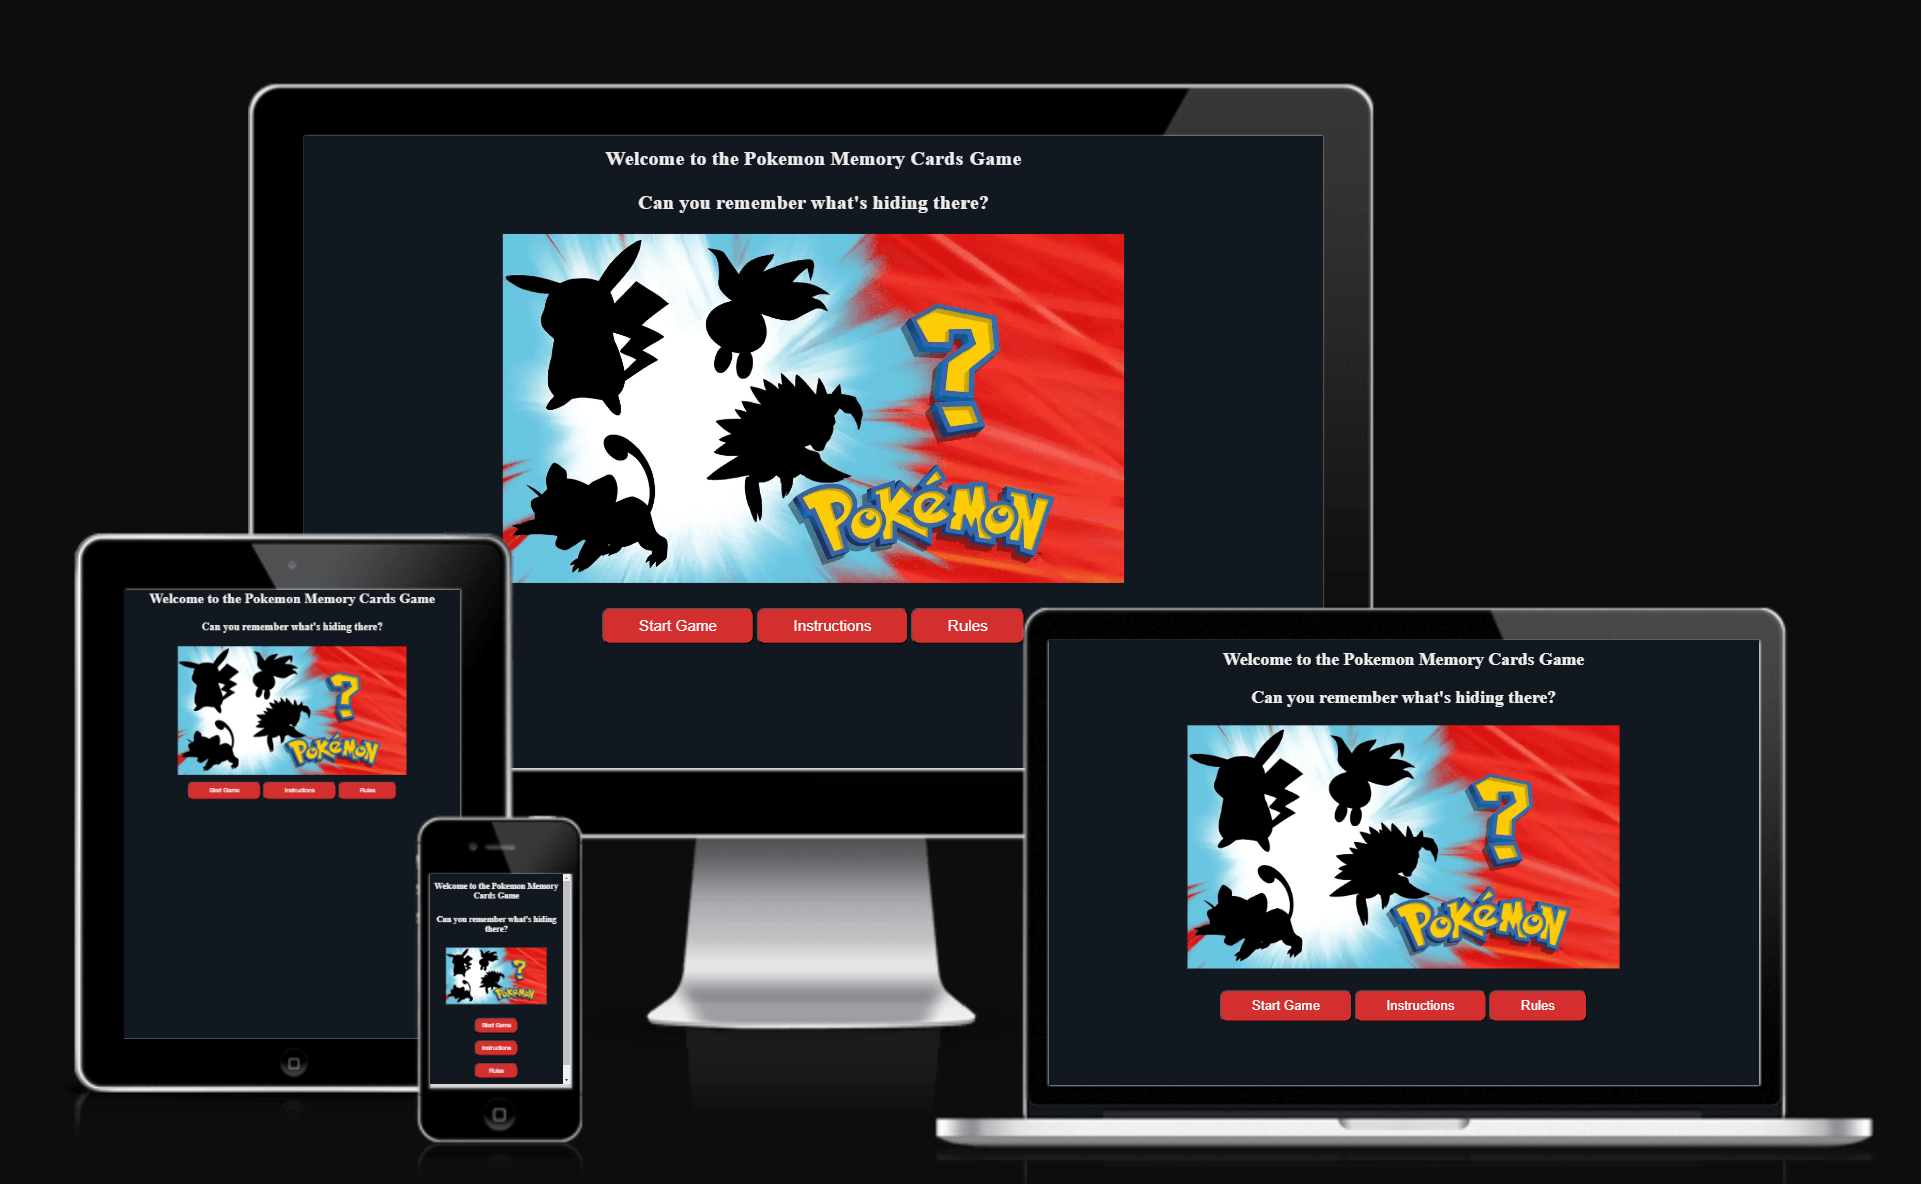 Welcome to the Pokemon Memory Cards Game
Can you remember what's hiding there?
?
POKéMON
Start Game Instructions Rules
Welcome to the Pokemon Memory Cards Game
Can you remember what's hiding there?
?
POKéMON
Start Game Instructions Rules
Welcome to the Pokemon Memory
Cards Game
Can you remember what's hiding
there?
?
POKéMON
Start Game
Instructions
Rules
Welcome to the Pokemon Memory Cards Game
Can you remember what's hiding there?
?
POKéMON
Start Game Instructions Rules